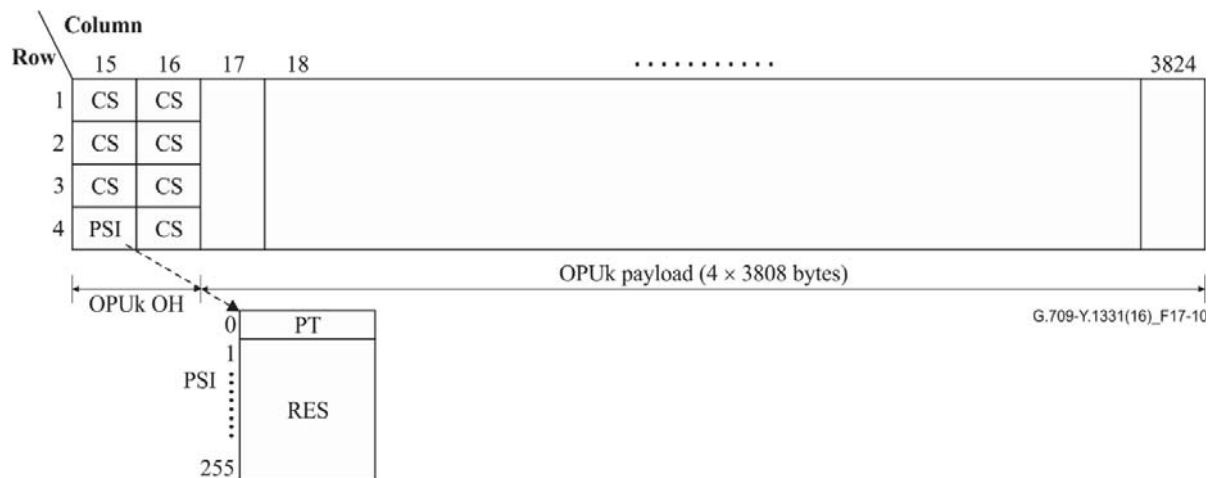 Column
Row 15 16 17 18 ........... 3824
1 CS CS
2 CS CS
3 CS CS
4 PSI CS
OPUk OH OPUk payload (4 × 3808 bytes)
G.709-Y.1331(16)_F17-10
0 PT
1
PSI
RES
255